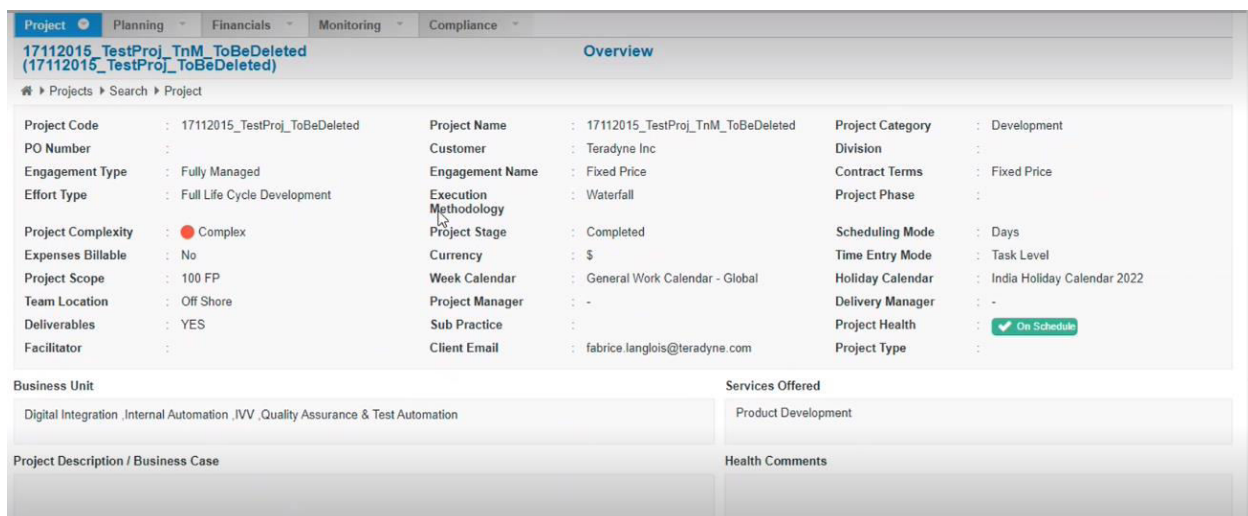 Project Planning Financials Monitoring Compliance
17112015_TestProj_TnM_ToBeDeleted
(17112015_TestProj_ToBeDeleted)
Overview
Projects Search Project
Project Code : 17112015_TestProj_ToBeDeleted Project Name : 17112015_TestProj_TnM_ToBeDeleted Project Category : Development
PO Number : Customer : Teradyne Inc Division :
Engagement Type : Fully Managed Engagement Name : Fixed Price Contract Terms : Fixed Price
Effort Type : Full Life Cycle Development Execution Methodology : Waterfall Project Phase :
Project Complexity : Complex Project Stage : Completed Scheduling Mode : Days
Expenses Billable : No Currency : $ Time Entry Mode : Task Level
Project Scope : 100 FP Week Calendar : General Work Calendar - Global Holiday Calendar : India Holiday Calendar 2022
Team Location : Off Shore Project Manager : - Delivery Manager : -
Deliverables : YES Sub Practice : Project Health : On Schedule
Facilitator : Client Email : fabrice.langlois@teradyne.com Project Type :
Business Unit Services Offered
Digital Integration ,Internal Automation ,IVV ,Quality Assurance & Test Automation Product Development
Project Description / Business Case Health Comments